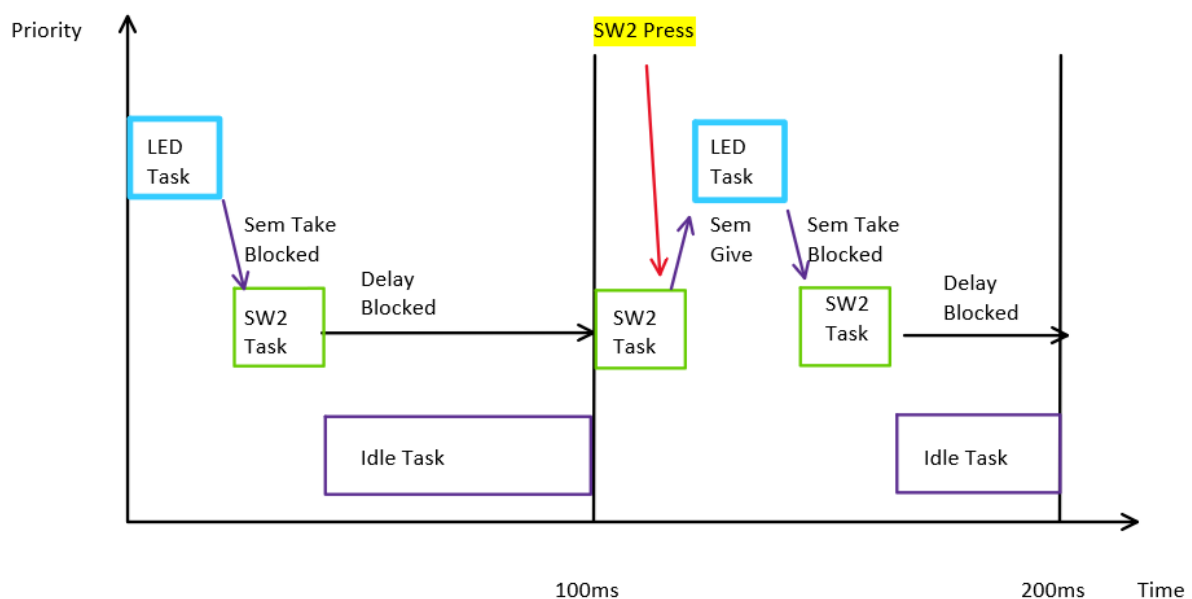 Priority
SW2 Press
LED
Task
LED
Task
Sem Take
Blocked
Sem
Give
Sem Take
Blocked
Delay
Blocked
Delay
Blocked
SW2
Task
SW2
Task
SW2
Task
Idle Task
Idle Task
100ms
200ms
Time